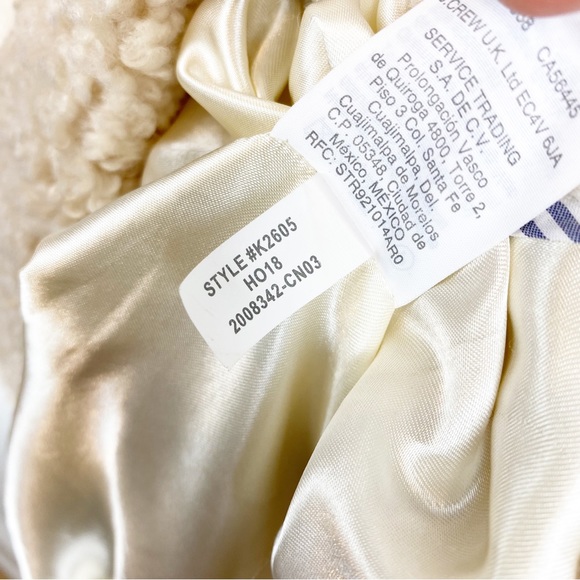 CA56445
J.CREW U.K. Ltd EC4V 6JA
SERVICE TRADING
S.A. DE C.V.
Prolongación Vasco
de Quiroga 4800, Torre 2,
Piso 3 Col. Santa Fe
Cuajimalpa, Del.
Cuajimalpa de Morelos
C.P. 05348, Ciudad de
México, MÉXICO
RFC: STR921014AR0
STYLE #K2605
HO18
2008342-CN03